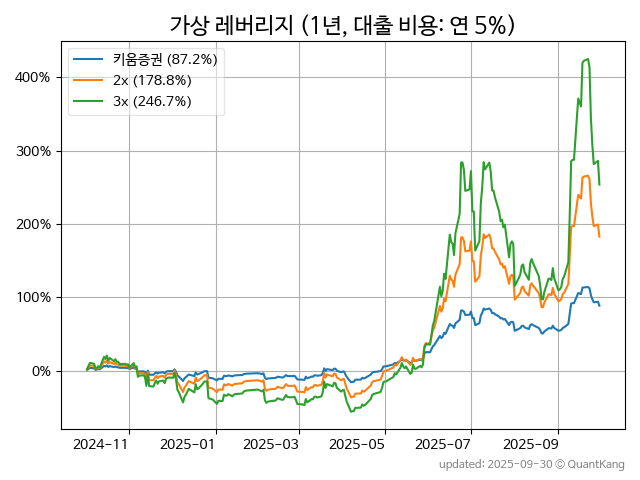 가상 레버리지 (1년, 대출 비용: 연 5%)
키움증권 (87.2%)
2x (178.8%)
3x (246.7%)
400%
300%
200%
100%
0%
2024-11 2025-01 2025-03 2025-05 2025-07 2025-09
updated: 2025-09-30 © QuantKang